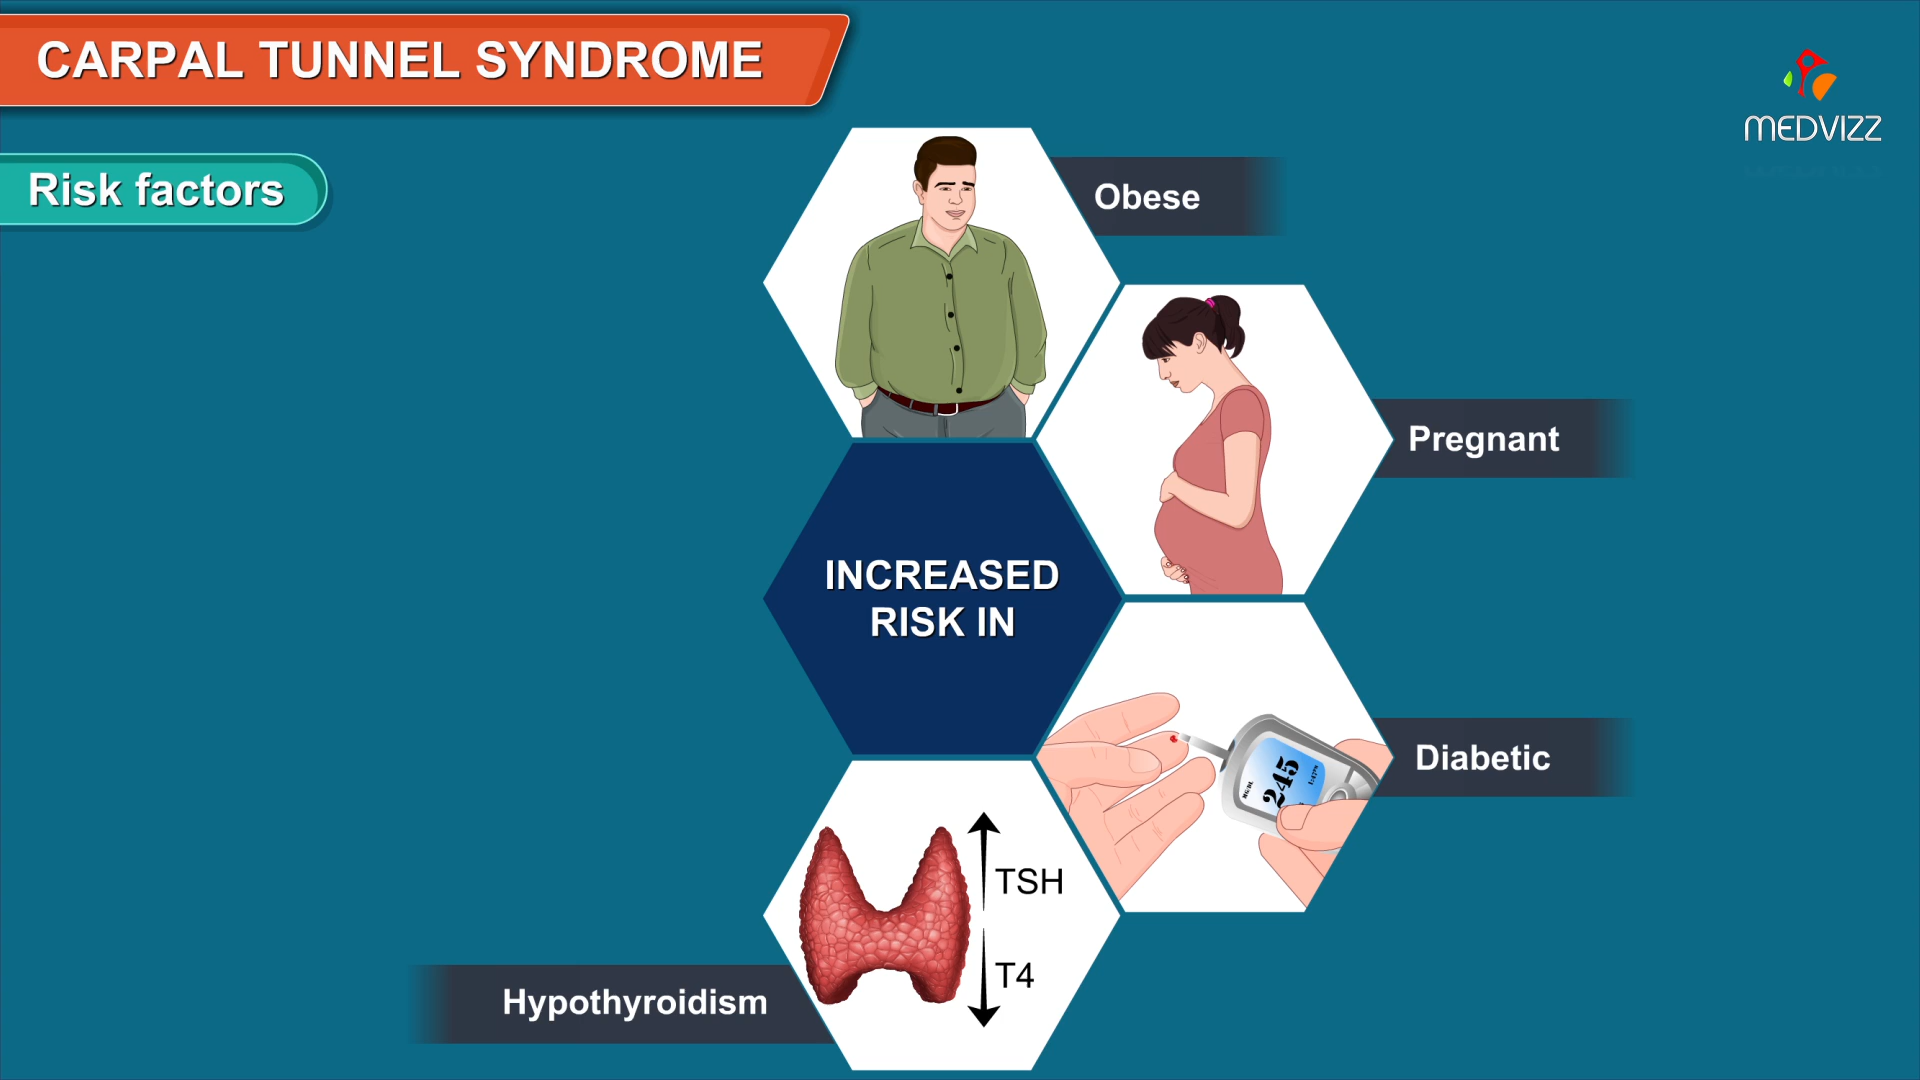 CARPAL TUNNEL SYNDROME
MEDVIZZ
Risk factors
Obese
Pregnant
INCREASED
RISK IN
245
Diabetic
TSH
T4
Hypothyroidism